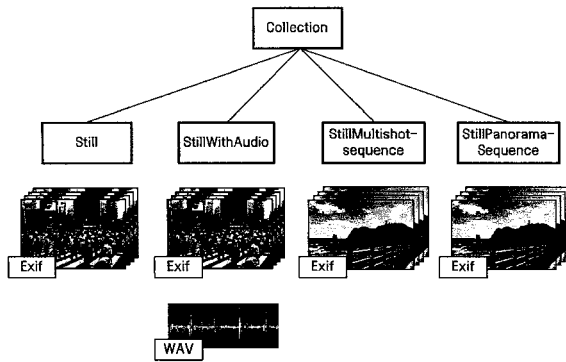 Collection
Still
StillWithAudio
StillMultishot-
sequence
StillPanorama-
Sequence
Exif
Exif
Exif
Exif
WAV